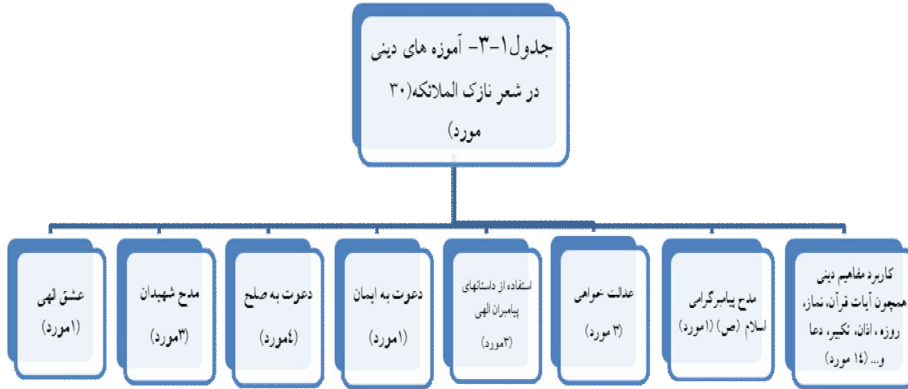 جدول۱-۳- آموزه های دینی
در شعر نازک الملائکه(۳۰
مورد)
کاربرد مفاهیم دینی
همچون آیات قرآن، نماز،
روزه ، اذان، تکبیر، دعا
و... (۱٤ مورد)
مدح پیامبرگرامی
اسلام (ص) (۱مورد)
عدالت خواهی
(۳ مورد)
استفاده از داستانهای
پیامبران الهی
(۳مورد)
دعوت به ایمان
(۱مورد)
دعوت به صلح
(٤مورد)
مدح شهیدان
(۳مورد)
عشق الهی
(۱مورد)